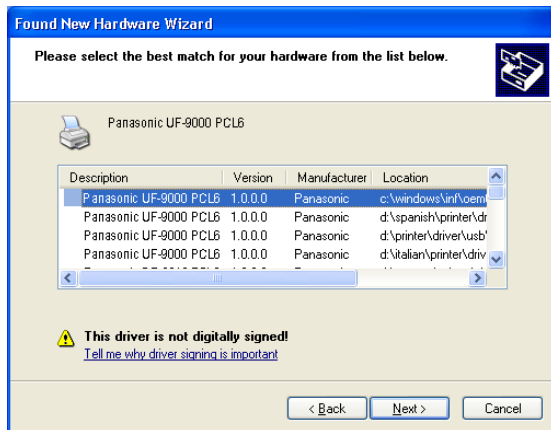 Found New Hardware Wizard
Please select the best match for your hardware from the list below.
Panasonic UF-9000 PCL6
Description Version Manufacturer Location
Panasonic UF-9000 PCL6 1.0.0.0 Panasonic c:\windows\inf\oem
Panasonic UF-9000 PCL6 1.0.0.0 Panasonic d:\spanish\printer\dr
Panasonic UF-9000 PCL6 1.0.0.0 Panasonic d:\printer\driver\usb'
Panasonic UF-9000 PCL6 1.0.0.0 Panasonic d:\italian\printer\driv
This driver is not digitally signed!
Tell me why driver signing is important
< Back Next > Cancel